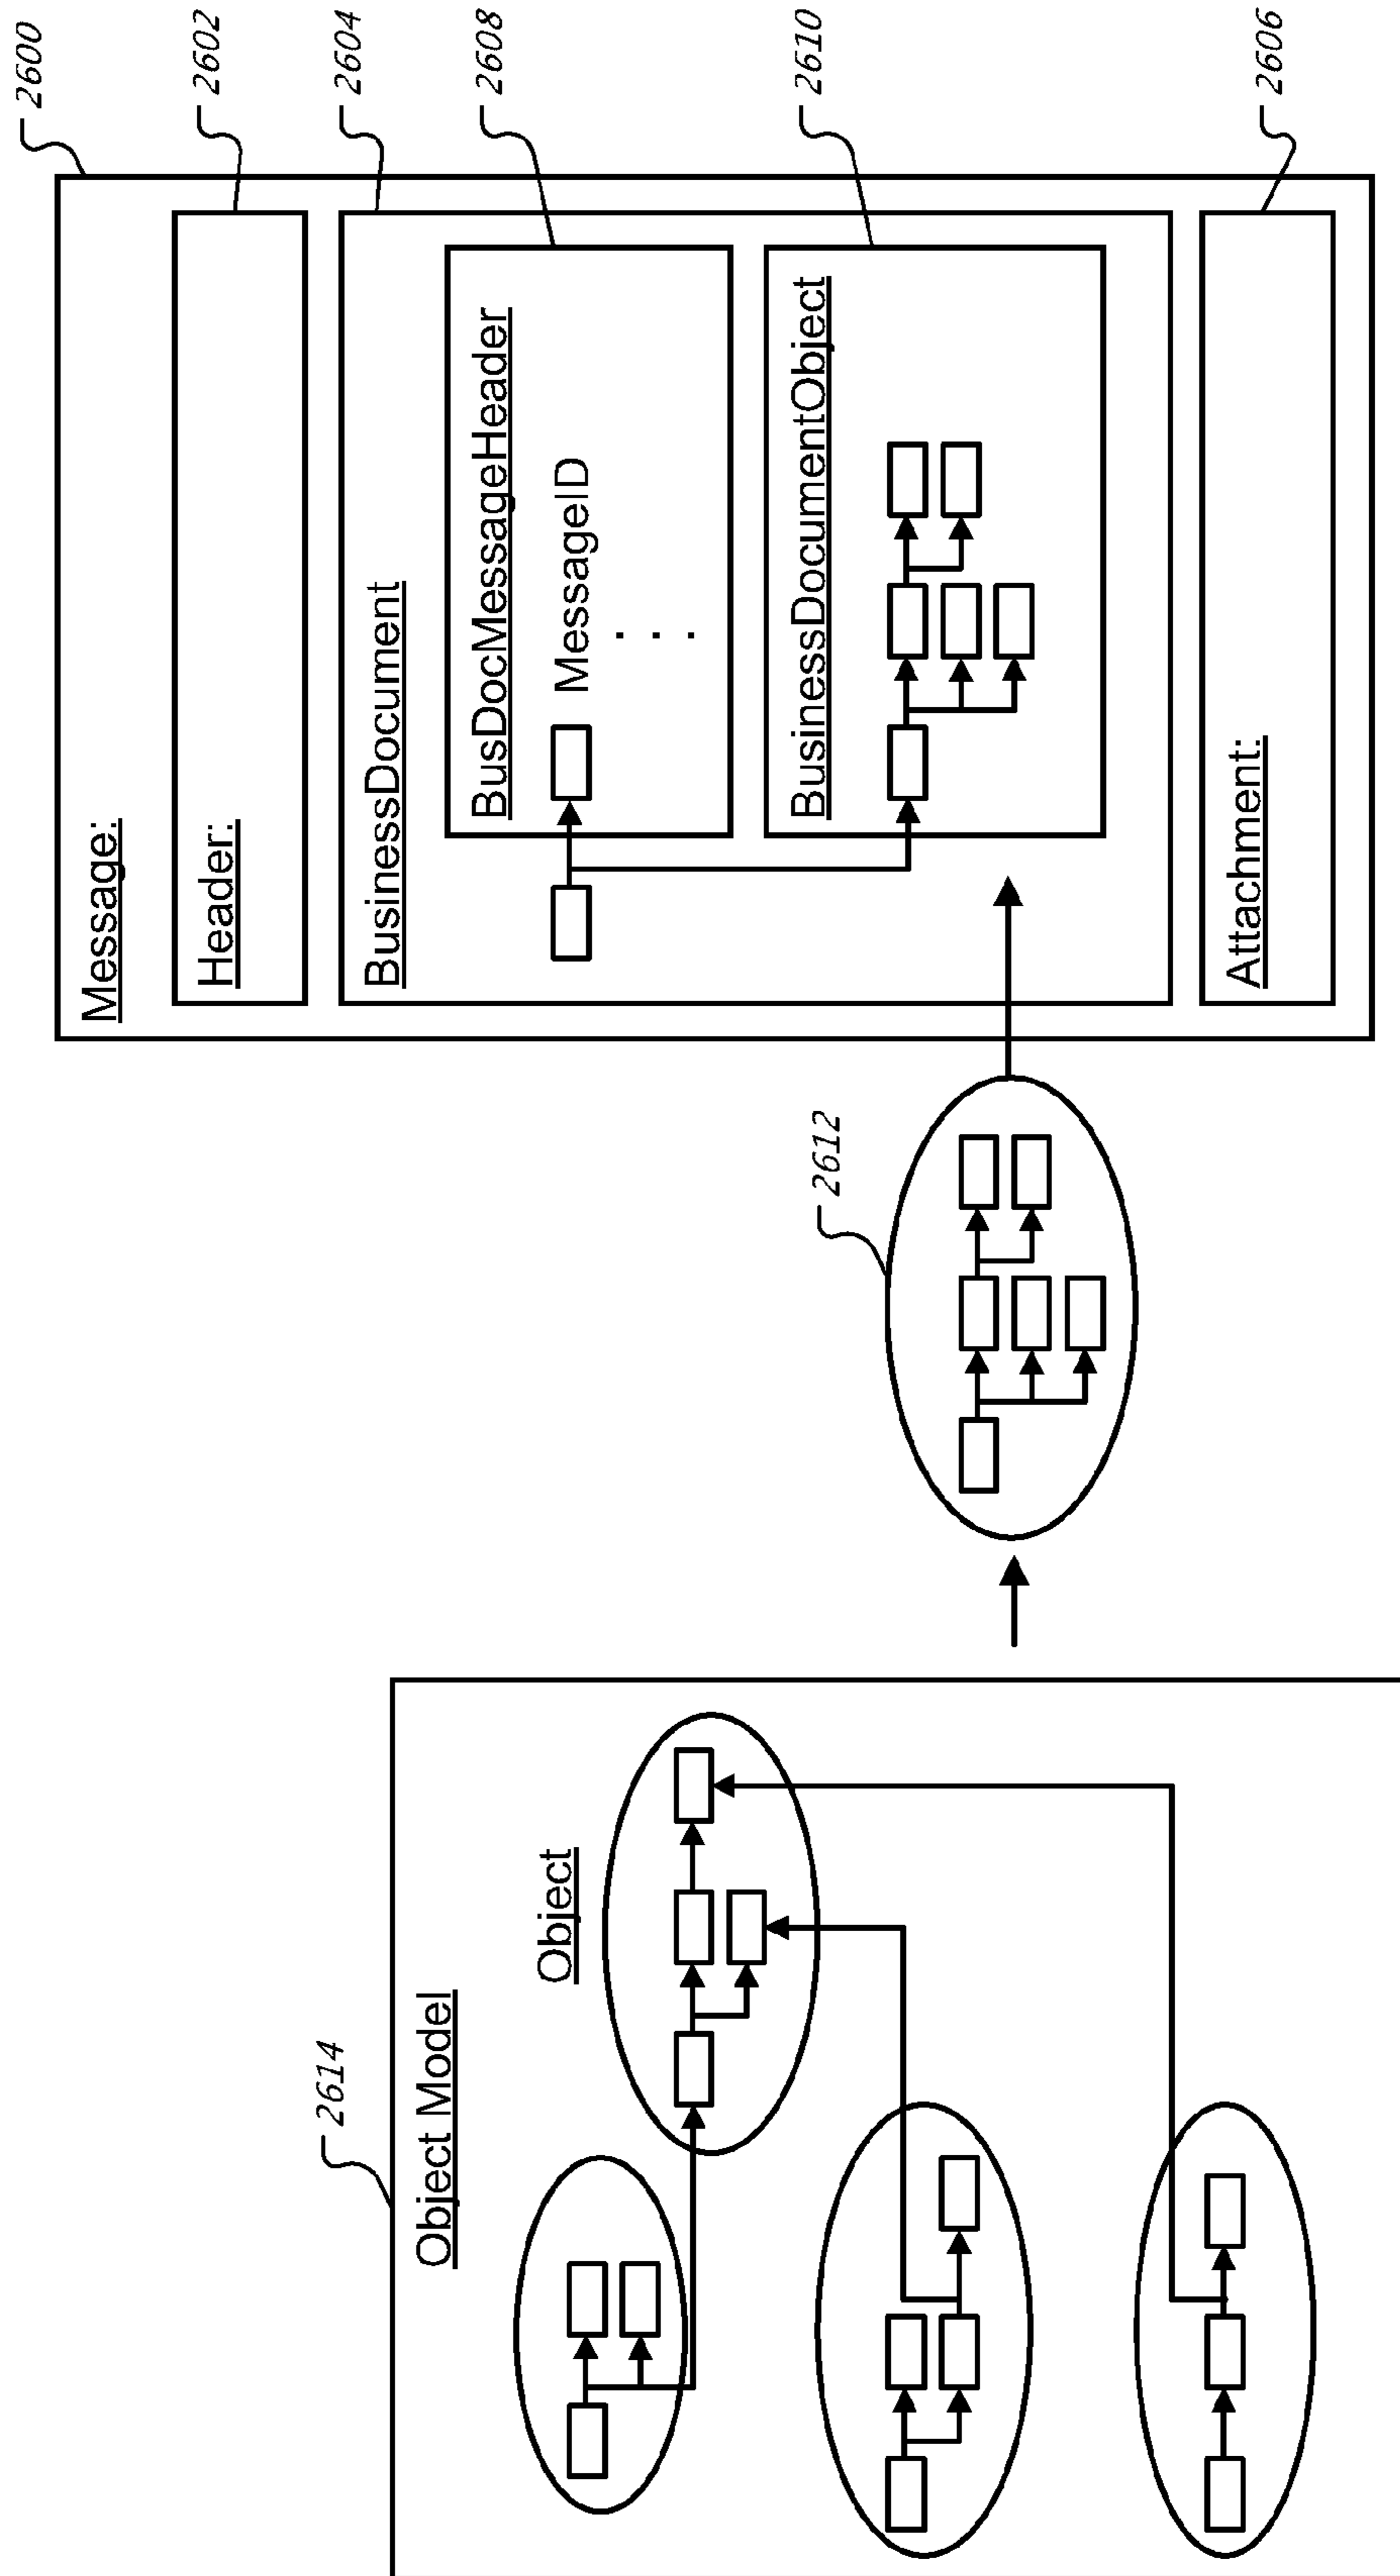 2614
Object Model
Object
2612
2600
Message:
2602
Header:
2604
BusinessDocument
2608
BusDocMessageHeader
MessageID
. . .
2610
BusinessDocumentObject
2606
Attachment: